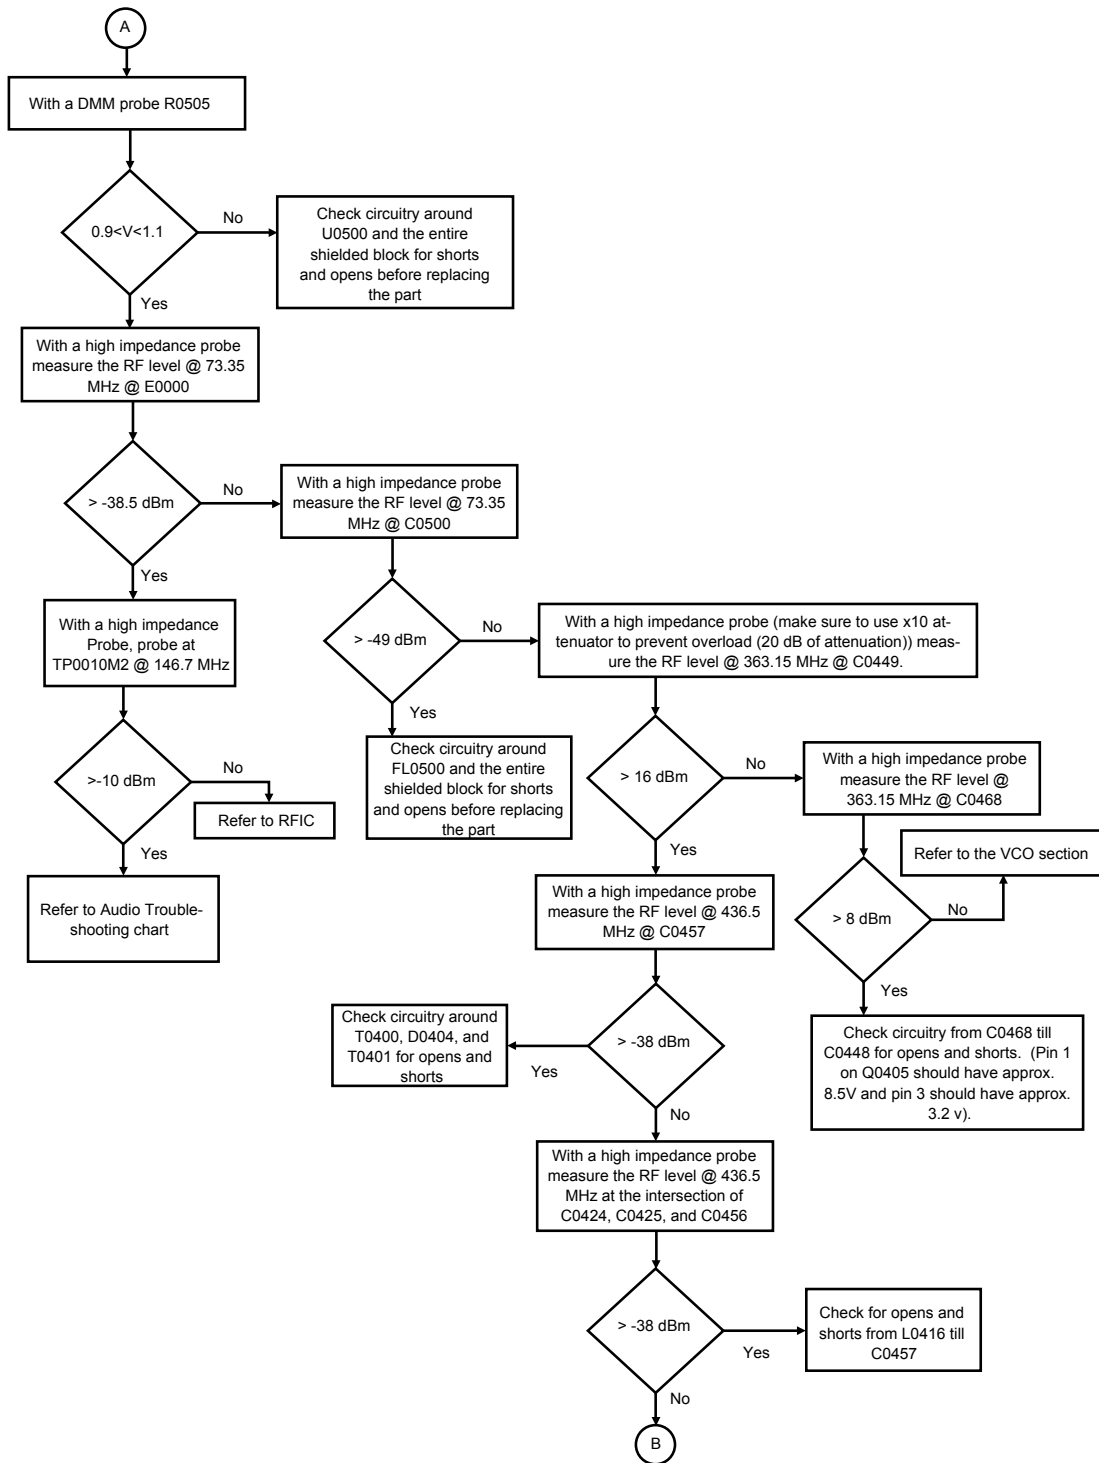 A
With a DMM probe R0505
0.9<V<1.1
No
Check circuitry around
U0500 and the entire
shielded block for shorts
and opens before replacing
the part
Yes
With a high impedance probe
measure the RF level @ 73.35
MHz @ E0000
> -38.5 dBm
No
With a high impedance probe
measure the RF level @ 73.35
MHz @ C0500
Yes
With a high impedance
Probe, probe at
TP0010M2 @ 146.7 MHz
> -49 dBm
No
With a high impedance probe (make sure to use x10 at-
tenuator to prevent overload (20 dB of attenuation)) meas-
ure the RF level @ 363.15 MHz @ C0449.
Yes
Check circuitry around
FL0500 and the entire
shielded block for shorts
and opens before replacing
the part
>-10 dBm
No
Refer to RFIC
Yes
Refer to Audio Trouble-
shooting chart
> 16 dBm
No
With a high impedance probe
measure the RF level @
363.15 MHz @ C0468
Refer to the VCO section
Yes
With a high impedance probe
measure the RF level @ 436.5
MHz @ C0457
> 8 dBm
No
Yes
Check circuitry from C0468 till
C0448 for opens and shorts.  (Pin 1
on Q0405 should have approx.
8.5V and pin 3 should have approx.
3.2 v).
Check circuitry around
T0400, D0404, and
T0401 for opens and
shorts
> -38 dBm
Yes
No
With a high impedance probe
measure the RF level @ 436.5
MHz at the intersection of
C0424, C0425, and C0456
> -38 dBm
Yes
Check for opens and
shorts from L0416 till
C0457
No
B